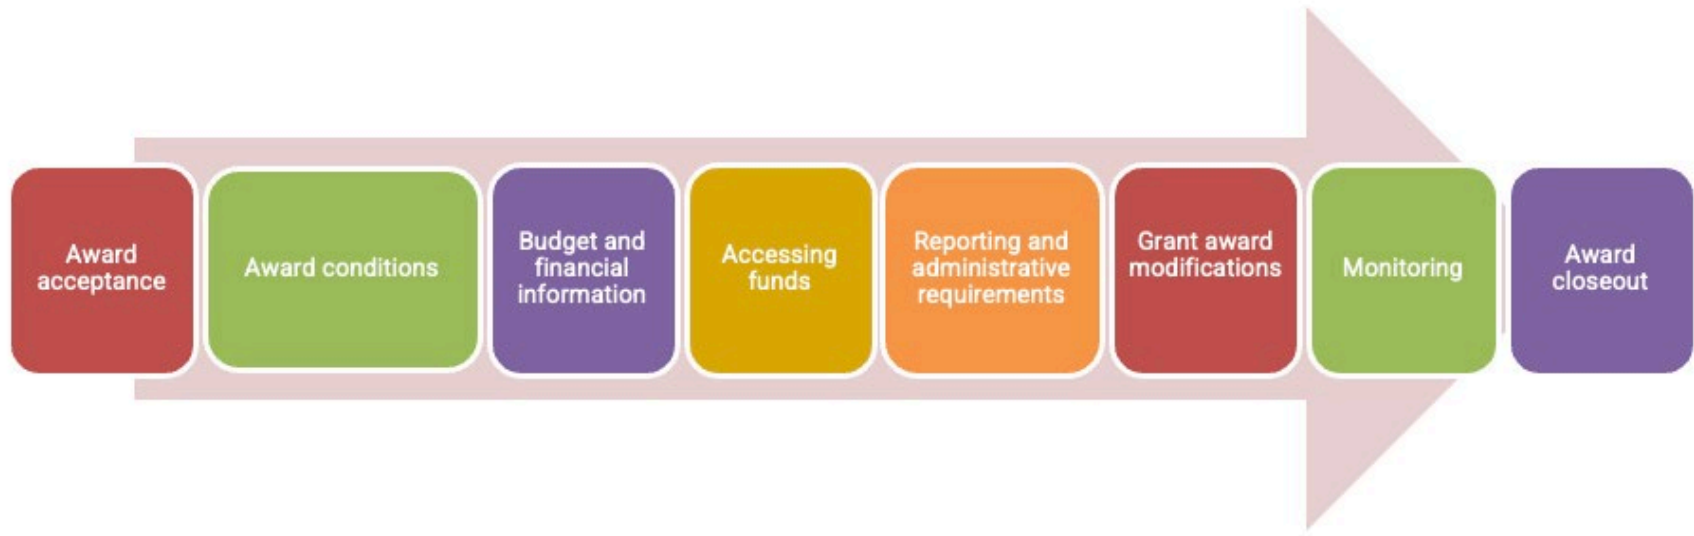 Award
acceptance
Award conditions
Budget and
financial
information
Accessing
funds
Reporting and
administrative
requirements
Grant award
modifications
Monitoring
Award
closeout